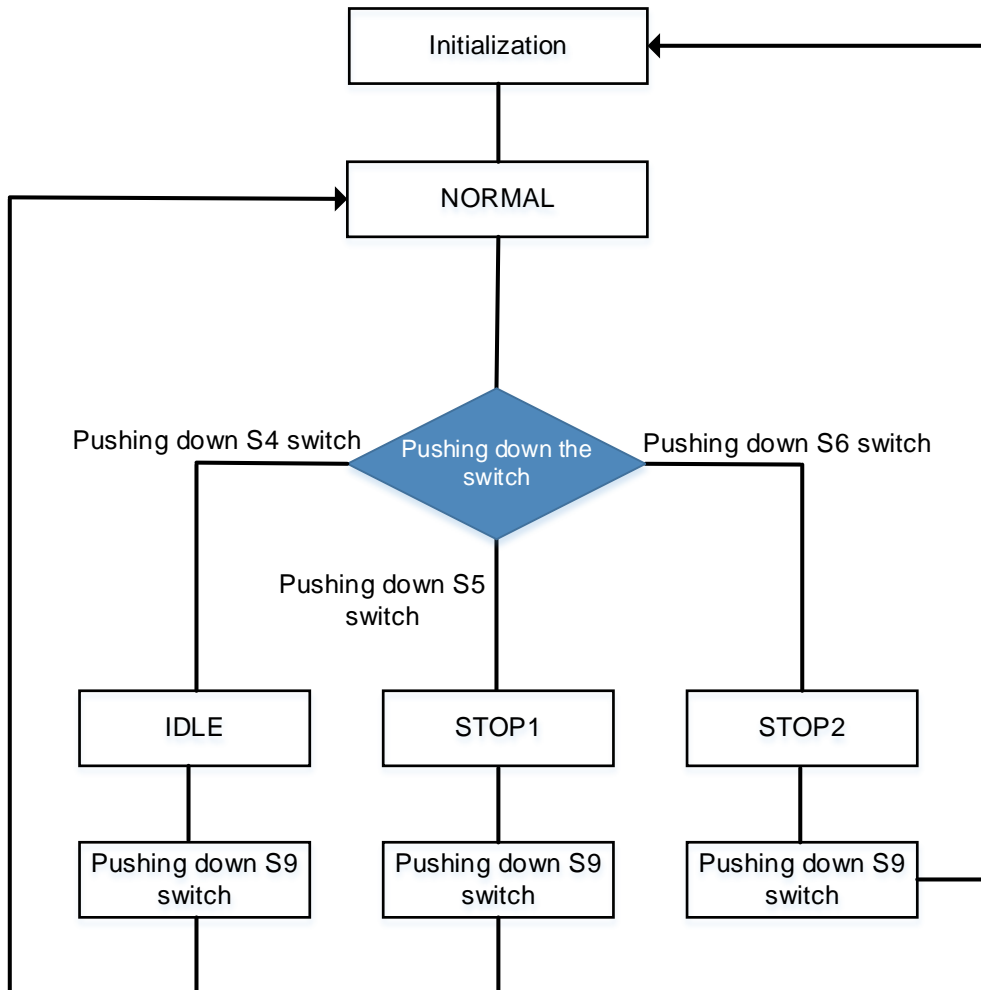 Initialization
NORMAL
Pushing down S4 switch
Pushing down the
switch
Pushing down S6 switch
Pushing down S5
switch
IDLE
STOP1
STOP2
Pushing down S9
switch
Pushing down S9
switch
Pushing down S9
switch